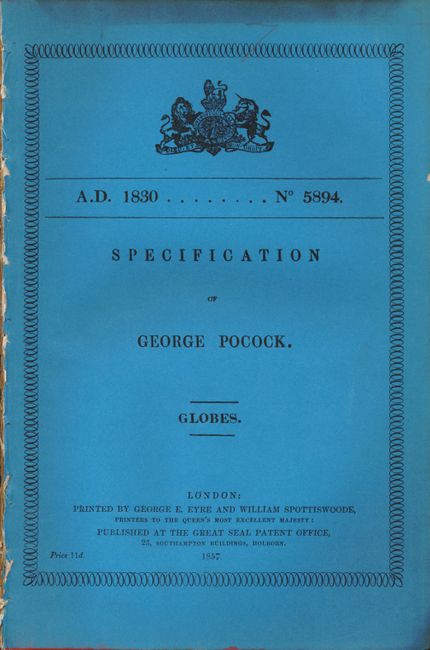 A.D. 1830 . . . . . . . . Nº 5894.
SPECIFICATION
OF
GEORGE POCOCK.
GLOBES.
LONDON:
PRINTED BY GEORGE E. EYRE AND WILLIAM SPOTTISWOODE,
PRINTERS TO THE QUEEN'S MOST EXCELLENT MAJESTY:
PUBLISHED AT THE GREAT SEAL PATENT OFFICE,
25, SOUTHAMPTON BUILDINGS, HOLBORN.
Price 11d.
1857.